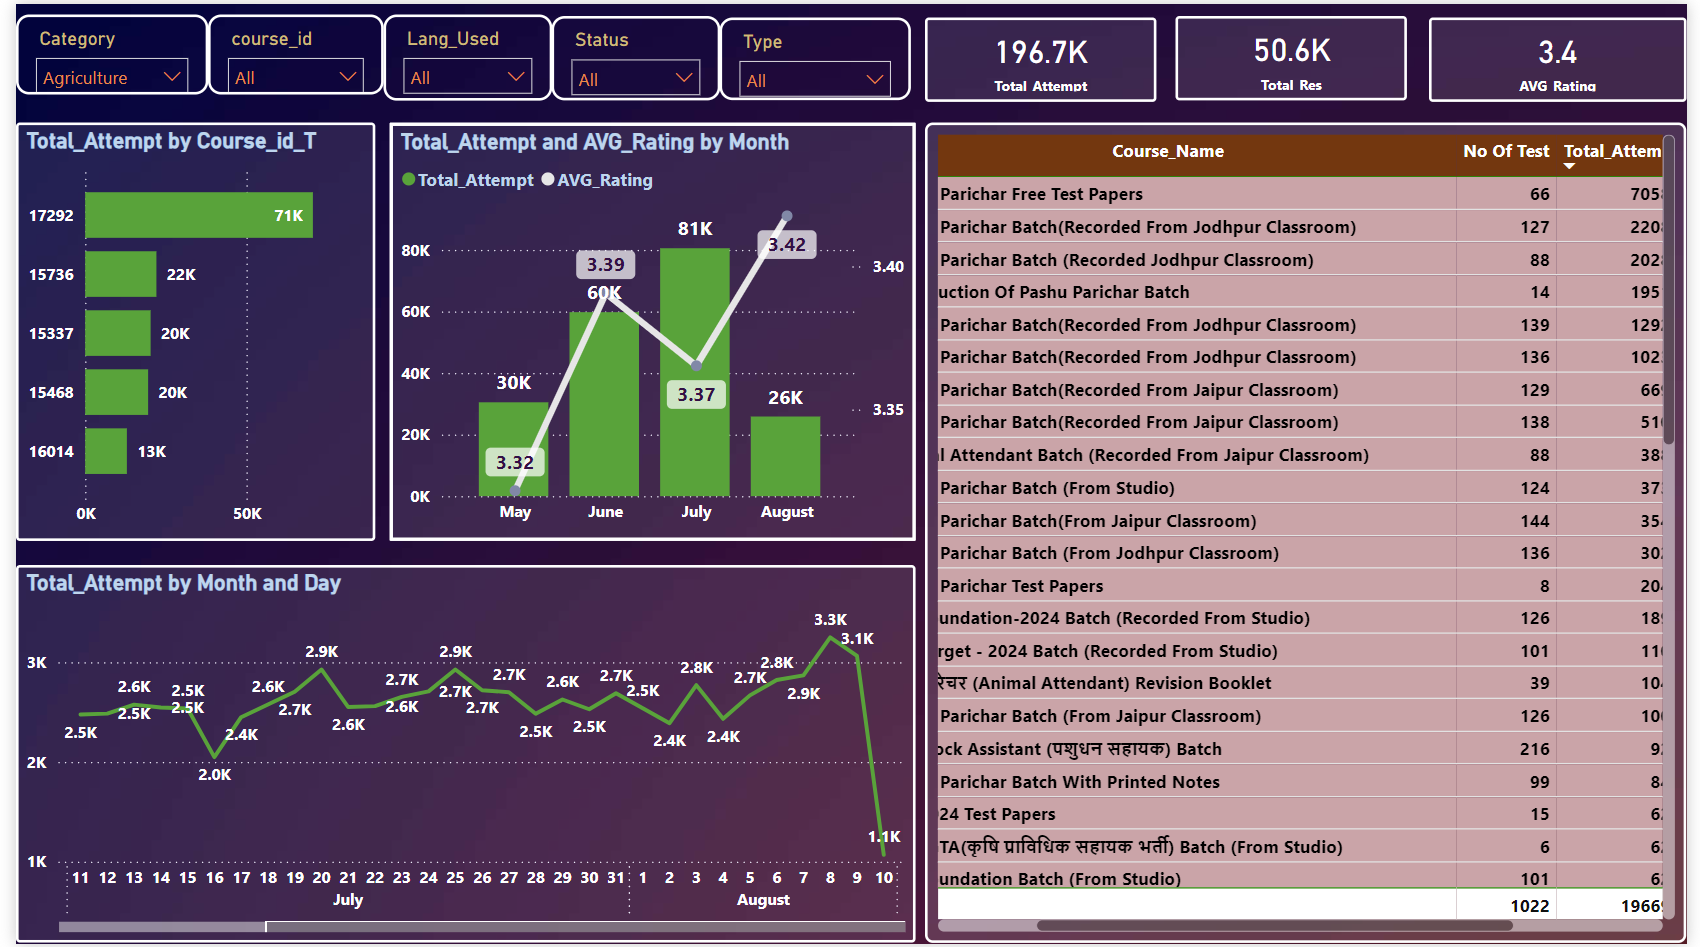 Category
Agriculture
course_id
All
Lang_Used
All
Status
All
Type
All
196.7K
Total Attempt
50.6K
Total Res
3.4
AVG Rating
Total_Attempt by Course_id_T
17292 71K
15736 22K
15337 20K
15468 20K
16014 13K
0K 50K
Total_Attempt and AVG_Rating by Month
Total_Attempt AVG_Rating
80K
60K
40K
20K
0K
3.40
3.35
30K
60K
81K
26K
3.32
3.39
3.37
3.42
May June July August
Total_Attempt by Month and Day
3K
2K
1K
2.5K 2.6K 2.5K 2.5K 2.5K 2.0K 2.4K 2.6K 2.7K 2.9K 2.6K 2.7K 2.6K 2.9K 2.7K 2.7K 2.7K 2.5K 2.6K 2.5K 2.7K 2.5K 2.4K 2.8K 2.4K 2.7K 2.8K 2.9K 3.3K 3.1K 1.1K
11 12 13 14 15 16 17 18 19 20 21 22 23 24 25 26 27 28 29 30 31 1 2 3 4 5 6 7 8 9 10
July August
Course_Name No Of Test Total_Attem
Parichar Free Test Papers 66 705
Parichar Batch(Recorded From Jodhpur Classroom) 127 220
Parichar Batch (Recorded Jodhpur Classroom) 88 202
uction Of Pashu Parichar Batch 14 195
Parichar Batch(Recorded From Jodhpur Classroom) 139 129
Parichar Batch(Recorded From Jodhpur Classroom) 136 102
Parichar Batch(Recorded From Jaipur Classroom) 129 66
Parichar Batch(Recorded From Jaipur Classroom) 138 51
l Attendant Batch (Recorded From Jaipur Classroom) 88 38
Parichar Batch (From Studio) 124 37
Parichar Batch(From Jaipur Classroom) 144 35
Parichar Batch (From Jodhpur Classroom) 136 30
Parichar Test Papers 8 20
undation-2024 Batch (Recorded From Studio) 126 18
rget - 2024 Batch (Recorded From Studio) 101 11
रिचर (Animal Attendant) Revision Booklet 39 10
Parichar Batch (From Jaipur Classroom) 126 10
ock Assistant (पशुधन सहायक) Batch 216 9
Parichar Batch With Printed Notes 99 8
24 Test Papers 15 6
TA(कृषि प्राविधिक सहायक भर्ती) Batch (From Studio) 6 6
undation Batch (From Studio) 101 6
1022 1966